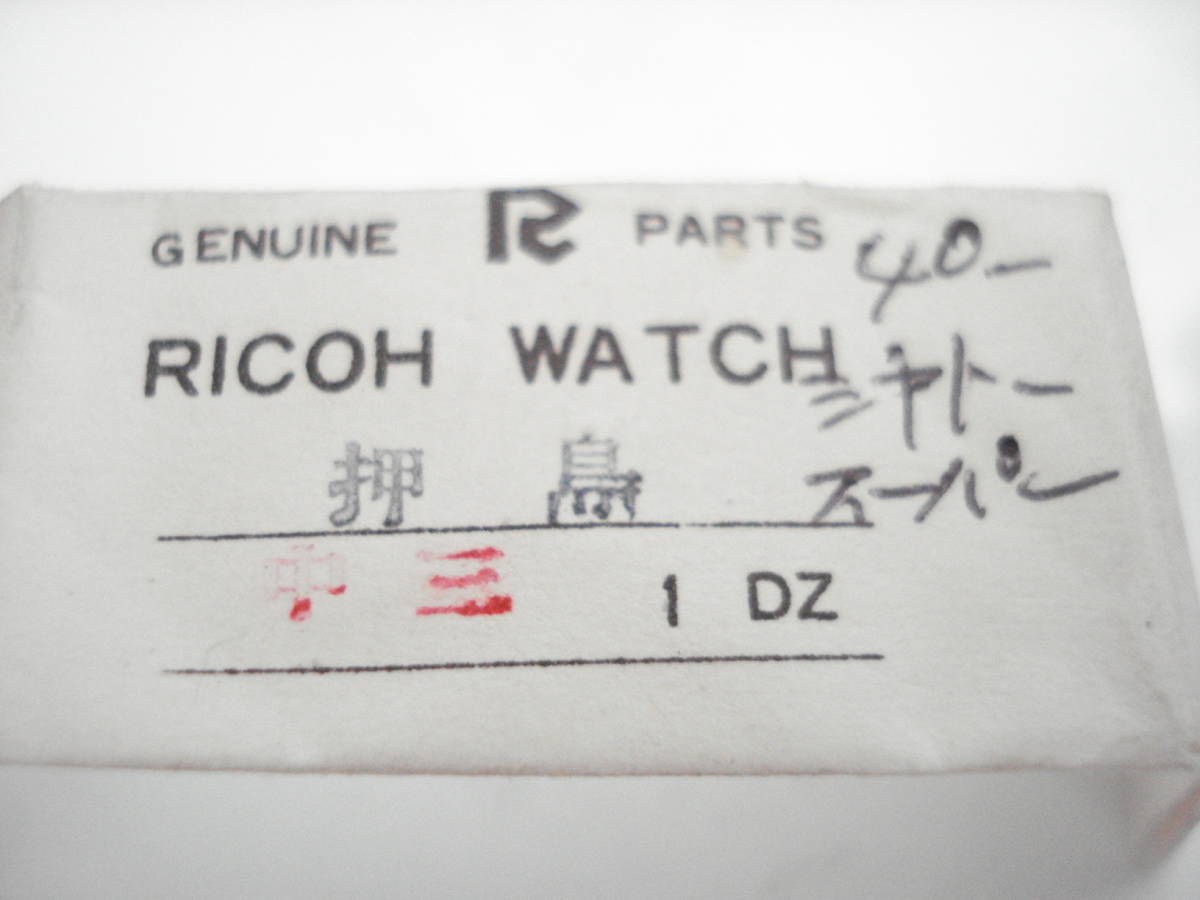 GENUINE R PARTS
40-
RICOH WATCH
シャトー
押 鳥
スーパー
中 三 1 DZ